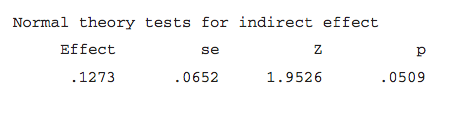 Normal theory tests for indirect effect
Effect se Z p
.1273 .0652 1.9526 .0509